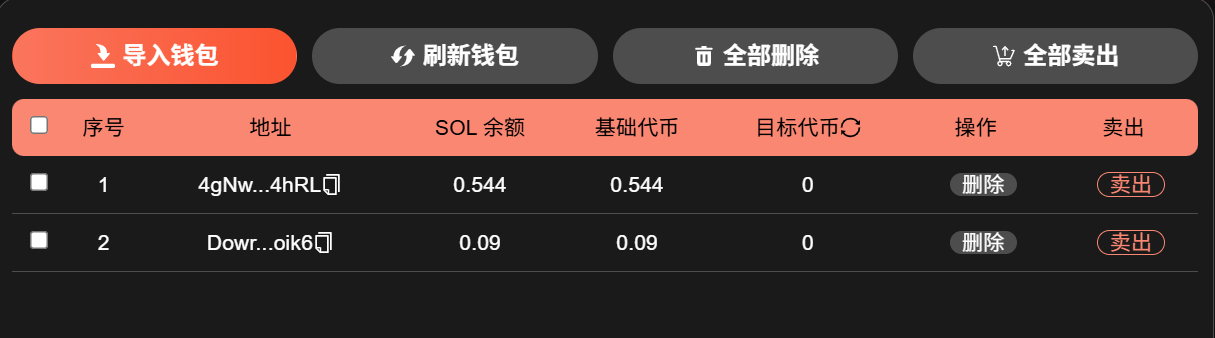 导入钱包 刷新钱包 全部删除 全部卖出
序号 地址 SOL 余额 基础代币 目标代币 操作 卖出
1 4gNw...4hRL 0.544 0.544 0 删除 卖出
2 Dowr...oik6 0.09 0.09 0 删除 卖出